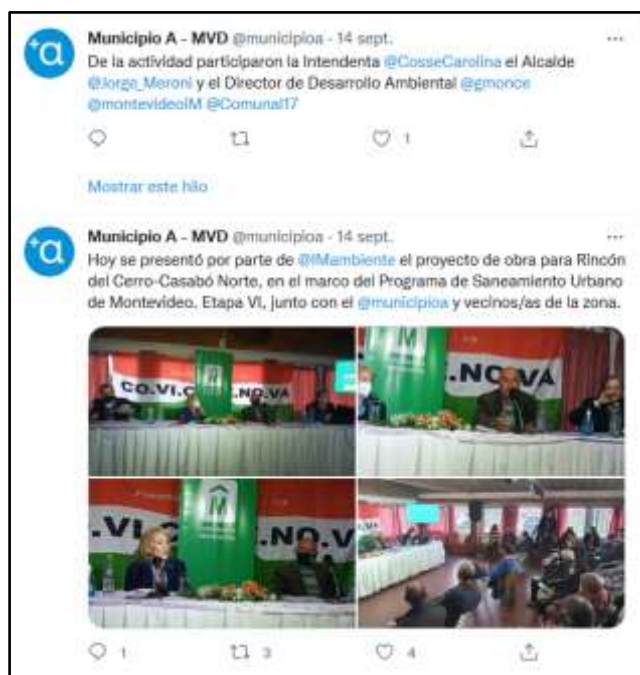 Municipio A - MVD @municipioa - 14 sept.
De la actividad participaron la Intendenta @CosseCarolina el Alcalde
@Jorge_Meroni y el Director de Desarrollo Ambiental @gmonce
@montevideoIM @Comunal17
1
Mostrar este hilo
+a
Municipio A - MVD @municipioa - 14 sept.
Hoy se presentó por parte de @IMambiente el proyecto de obra para Rincón
del Cerro-Casabó Norte, en el marco del Programa de Saneamiento Urbano
de Montevideo. Etapa VI, junto con el @municipioa y vecinos/as de la zona.
CO.VI.C .NO.VA
M
.NO.VA
.VI. .NO.V
M
1 3 4